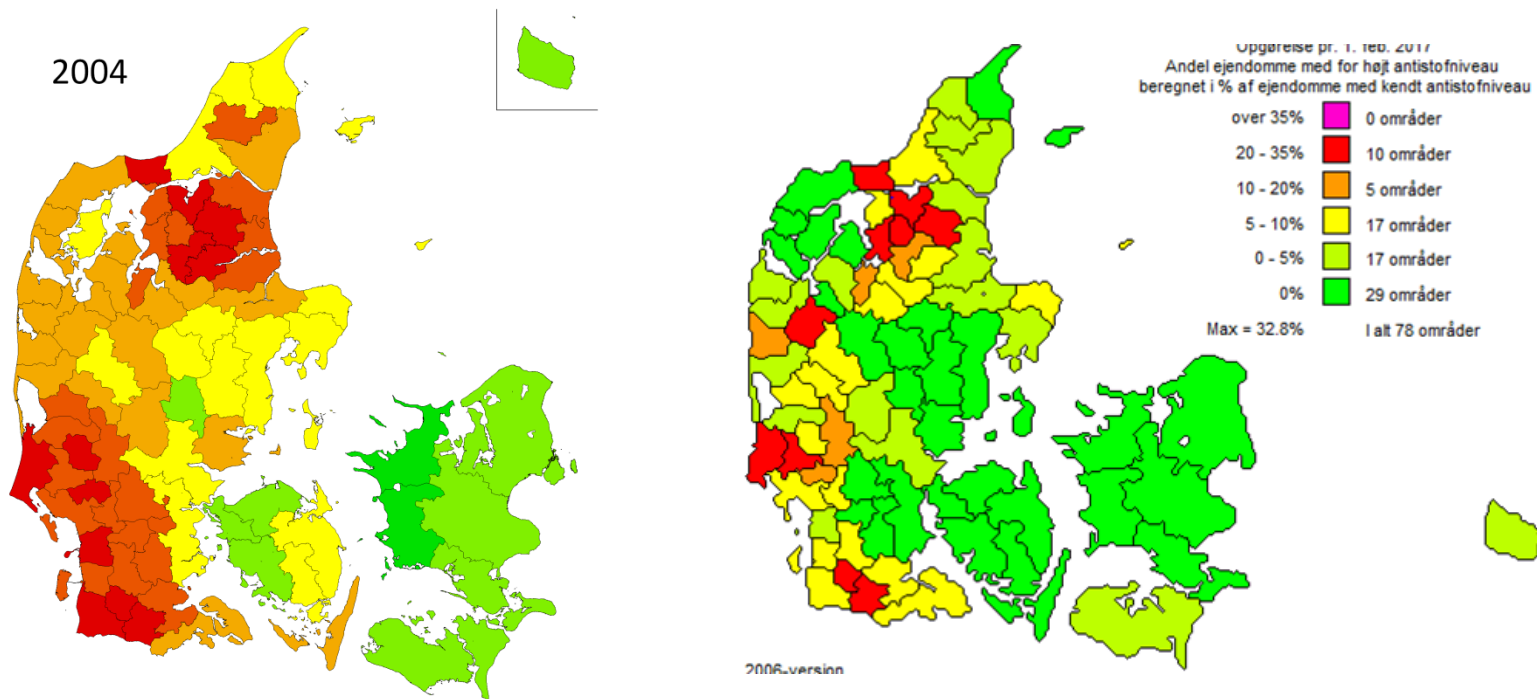 2004
Opgørelse pr. 1. feb. 2017
Andel ejendomme med for højt antistofniveau
beregnet i % af ejendomme med kendt antistofniveau
over 35% 0 områder
20 - 35% 10 områder
10 - 20% 5 områder
5 - 10% 17 områder
0 - 5% 17 områder
0% 29 områder
Max = 32.8% I alt 78 områder
2006-version